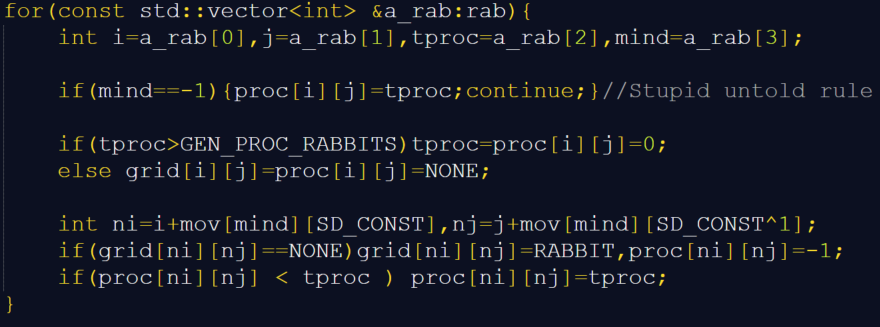 for(const std::vector<int> &a_rab:rab){
int i=a_rab[0],j=a_rab[1],tproc=a_rab[2],mind=a_rab[3];
if(mind==-1){proc[i][j]=tproc;continue;}//Stupid untold rule
if(tproc>GEN_PROC_RABBITS)tproc=proc[i][j]=0;
else grid[i][j]=proc[i][j]=NONE;
int ni=i+mov[mind][SD_CONST],nj=j+mov[mind][SD_CONST^1];
if(grid[ni][nj]==NONE)grid[ni][nj]=RABBIT,proc[ni][nj]=-1;
if(proc[ni][nj] < tproc ) proc[ni][nj]=tproc;
}